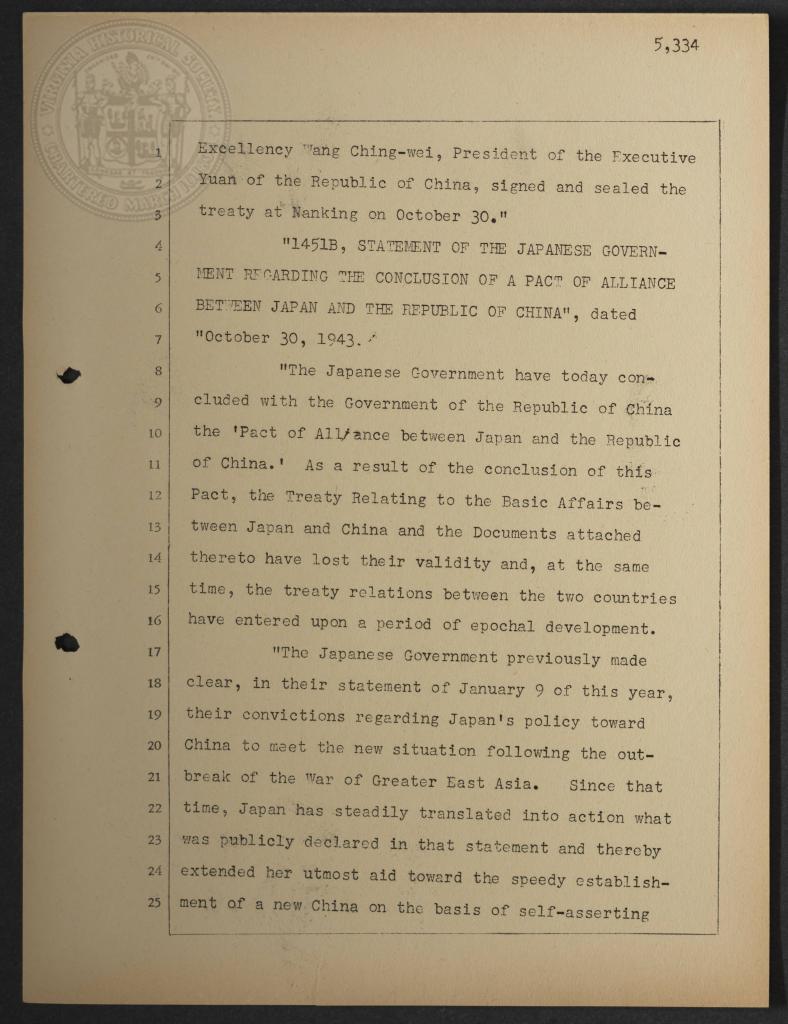 VIRGINIA HISTORICAL SOCIETY
CHARTERED MARCH
5,334
1 Excellency Wang Ching-wei, President of the Executive
2 Yuan of the Republic of China, signed and sealed the
3 treaty at Nanking on October 30."
4 "1451B, STATEMENT OF THE JAPANESE GOVERN-
5 MENT REGARDING THE CONCLUSION OF A PACT OF ALLIANCE
6 BETWEEN JAPAN AND THE REPUBLIC OF CHINA", dated
7 "October 30, 1943."
8 "The Japanese Government have today con-
9 cluded with the Government of the Republic of China
10 the 'Pact of Alliance between Japan and the Republic
11 of China.' As a result of the conclusion of this
12 Pact, the Treaty Relating to the Basic Affairs be-
13 tween Japan and China and the Documents attached
14 thereto have lost their validity and, at the same
15 time, the treaty relations between the two countries
16 have entered upon a period of epochal development.
17 "The Japanese Government previously made
18 clear, in their statement of January 9 of this year,
19 their convictions regarding Japan's policy toward
20 China to meet the new situation following the out-
21 break of the War of Greater East Asia. Since that
22 time, Japan has steadily translated into action what
23 was publicly declared in that statement and thereby
24 extended her utmost aid toward the speedy establish-
25 ment of a new China on the basis of self-asserting